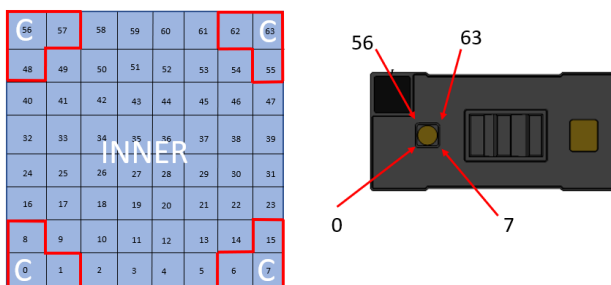 56 57 58 59 60 61 62 63
C C
48 49 50 51 52 53 54 55
40 41 42 43 44 45 46 47
32 33 34 35 36 37 38 39
INNER
24 25 26 27 28 29 30 31
16 17 18 19 20 21 22 23
8 9 10 11 12 13 14 15
C C
0 1 2 3 4 5 6 7
56 63
0 7